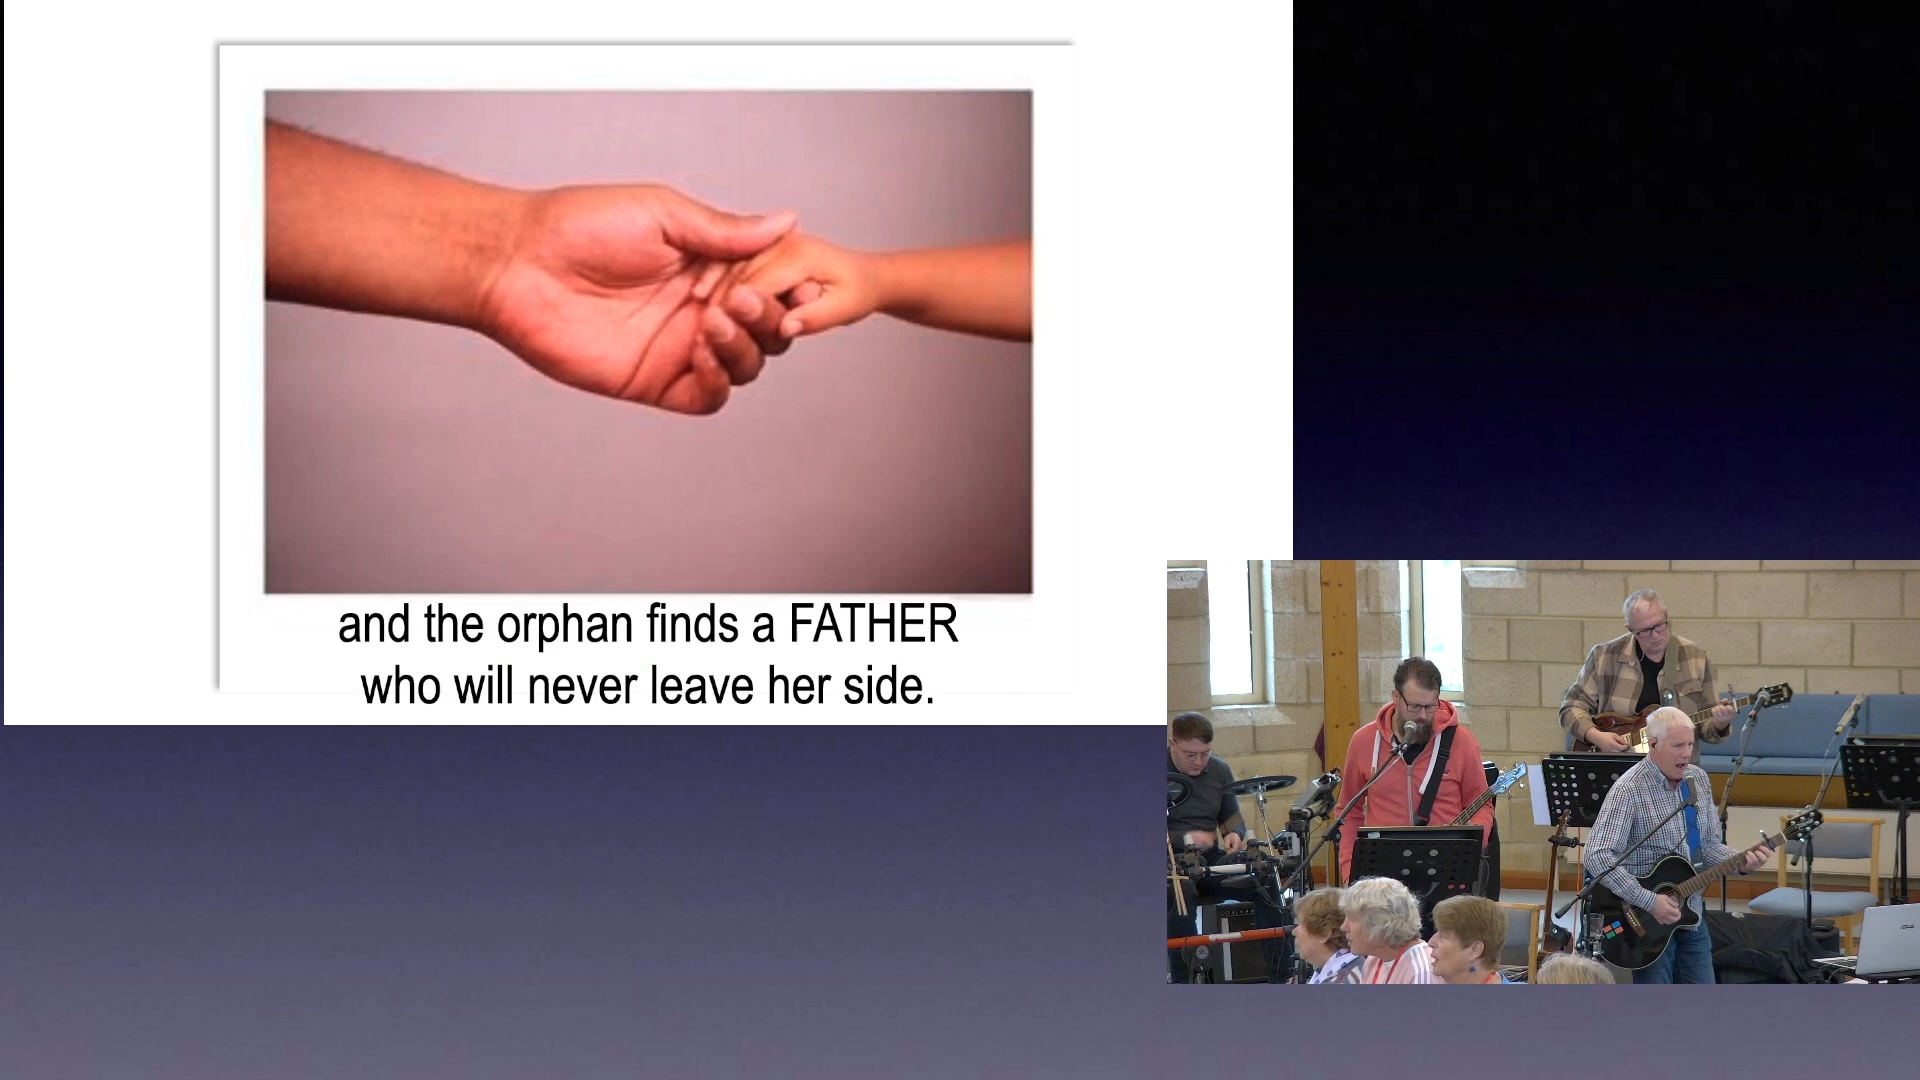 and the orphan finds a FATHER
who will never leave her side.